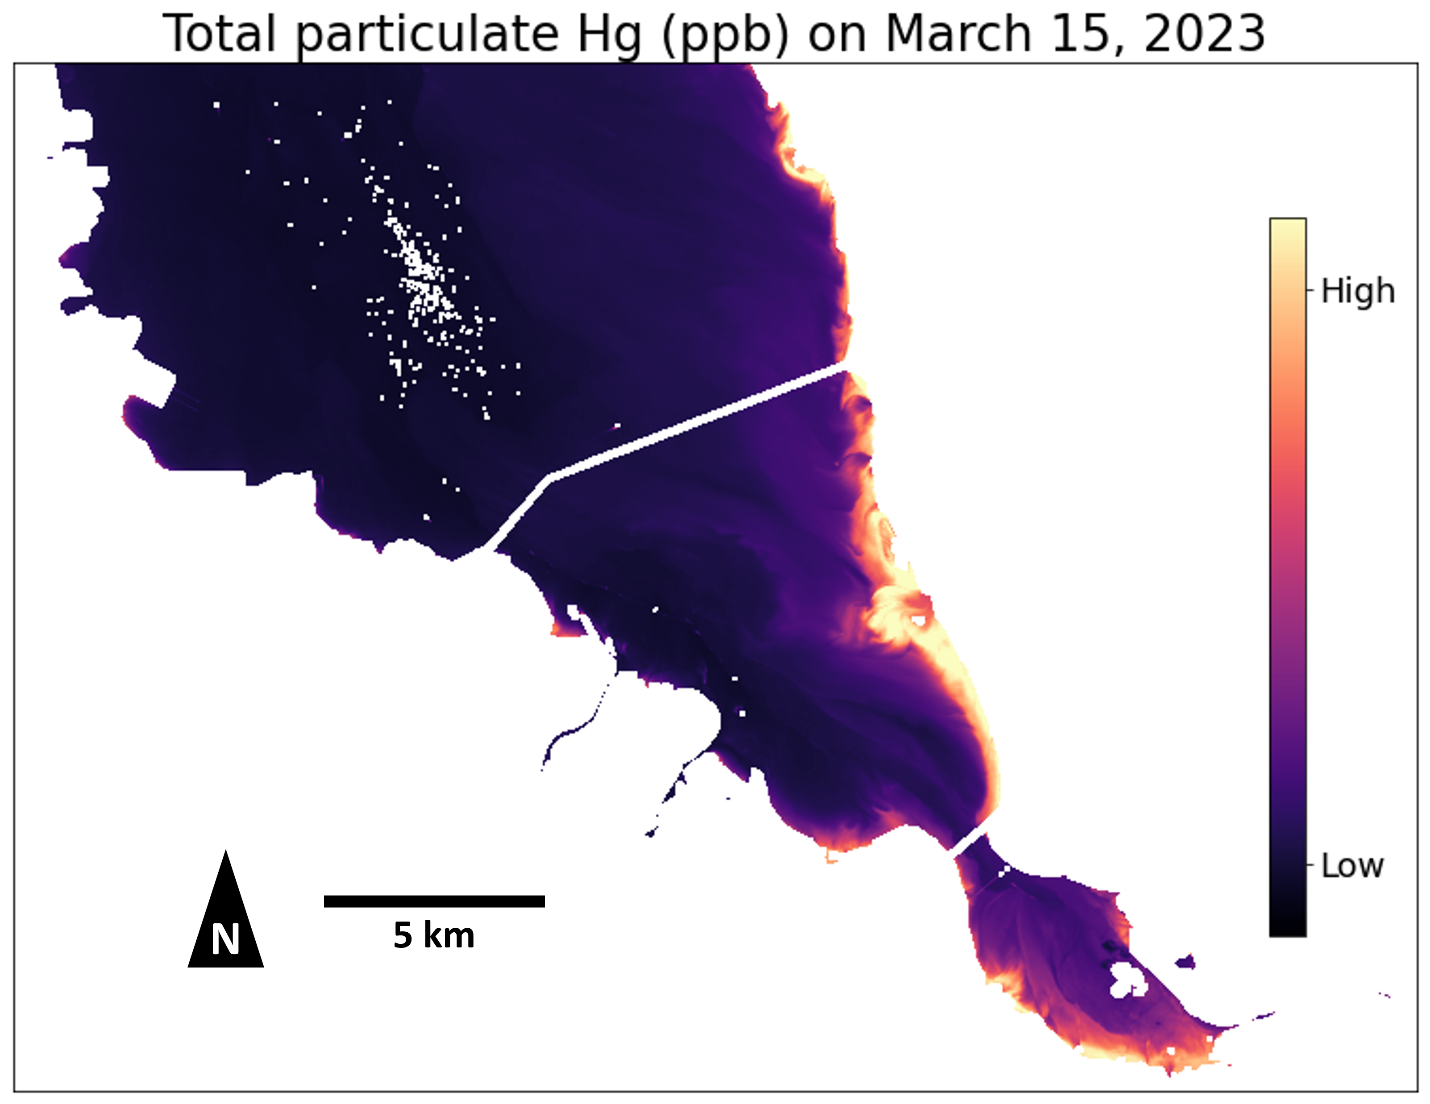 Total particulate Hg (ppb) on March 15, 2023
High
Low
N
5 km